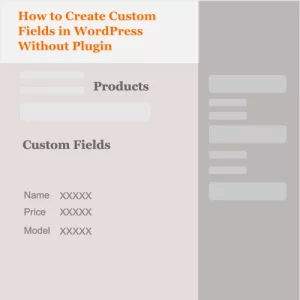 How to Create Custom
Fields in WordPress
Without Plugin
Products
Custom Fields
Name XXXXX
Price XXXXX
Model XXXXX